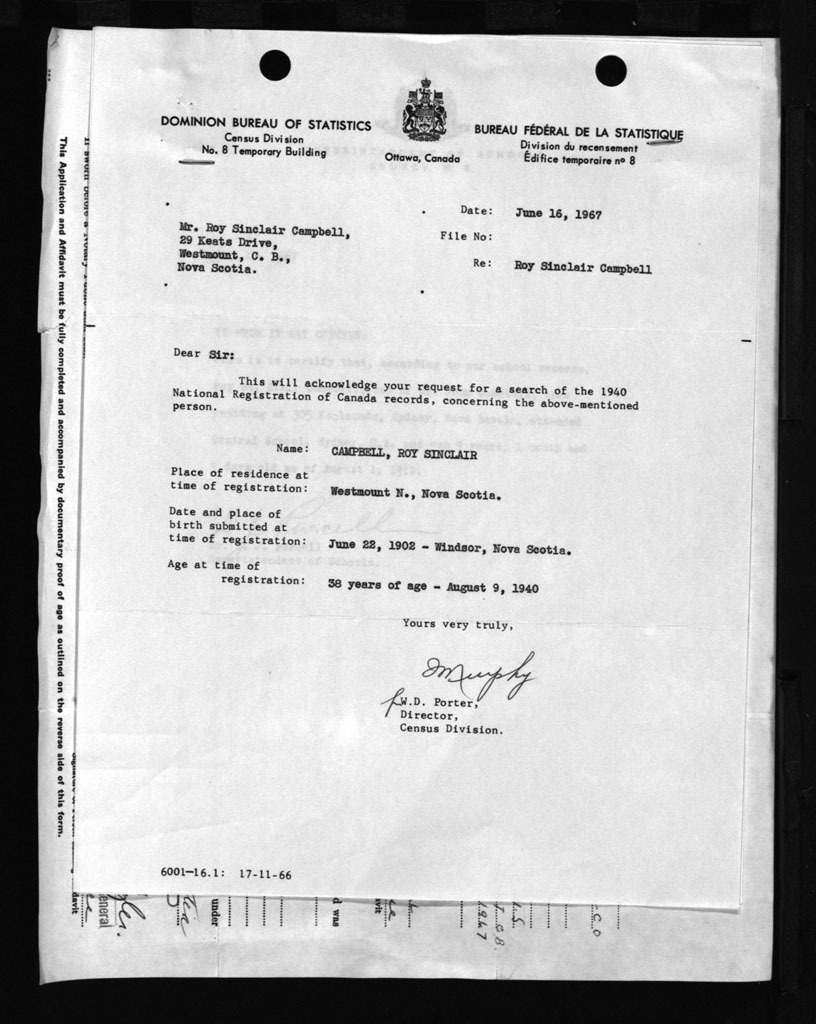 DOMINION BUREAU OF STATISTICS
Census Division
No. 8 Temporary Building
Ottawa, Canada
BUREAU FÉDÉRAL DE LA STATISTIQUE
Division du recensement
Édifice temporaire nº 8
Mr. Roy Sinclair Campbell,
29 Keats Drive,
Westmount, C. B.,
Nova Scotia.
Date: June 16, 1967
File No:
Re: Roy Sinclair Campbell
Dear Sir:
This will acknowledge your request for a search of the 1940
National Registration of Canada records, concerning the above-mentioned
person.
Name: CAMPBELL, ROY SINCLAIR
Place of residence at
time of registration: Westmount N., Nova Scotia.
Date and place of
birth submitted at
time of registration: June 22, 1902 - Windsor, Nova Scotia.
Age at time of
registration: 38 years of age - August 9, 1940
Yours very truly,
Murphy
W.D. Porter,
Director,
Census Division.
6001-16.1: 17-11-66
This Application and Affidavit must be fully completed and accompanied by documentary proof of age as outlined on the reverse side of this form.
eneral
under
d was
1967